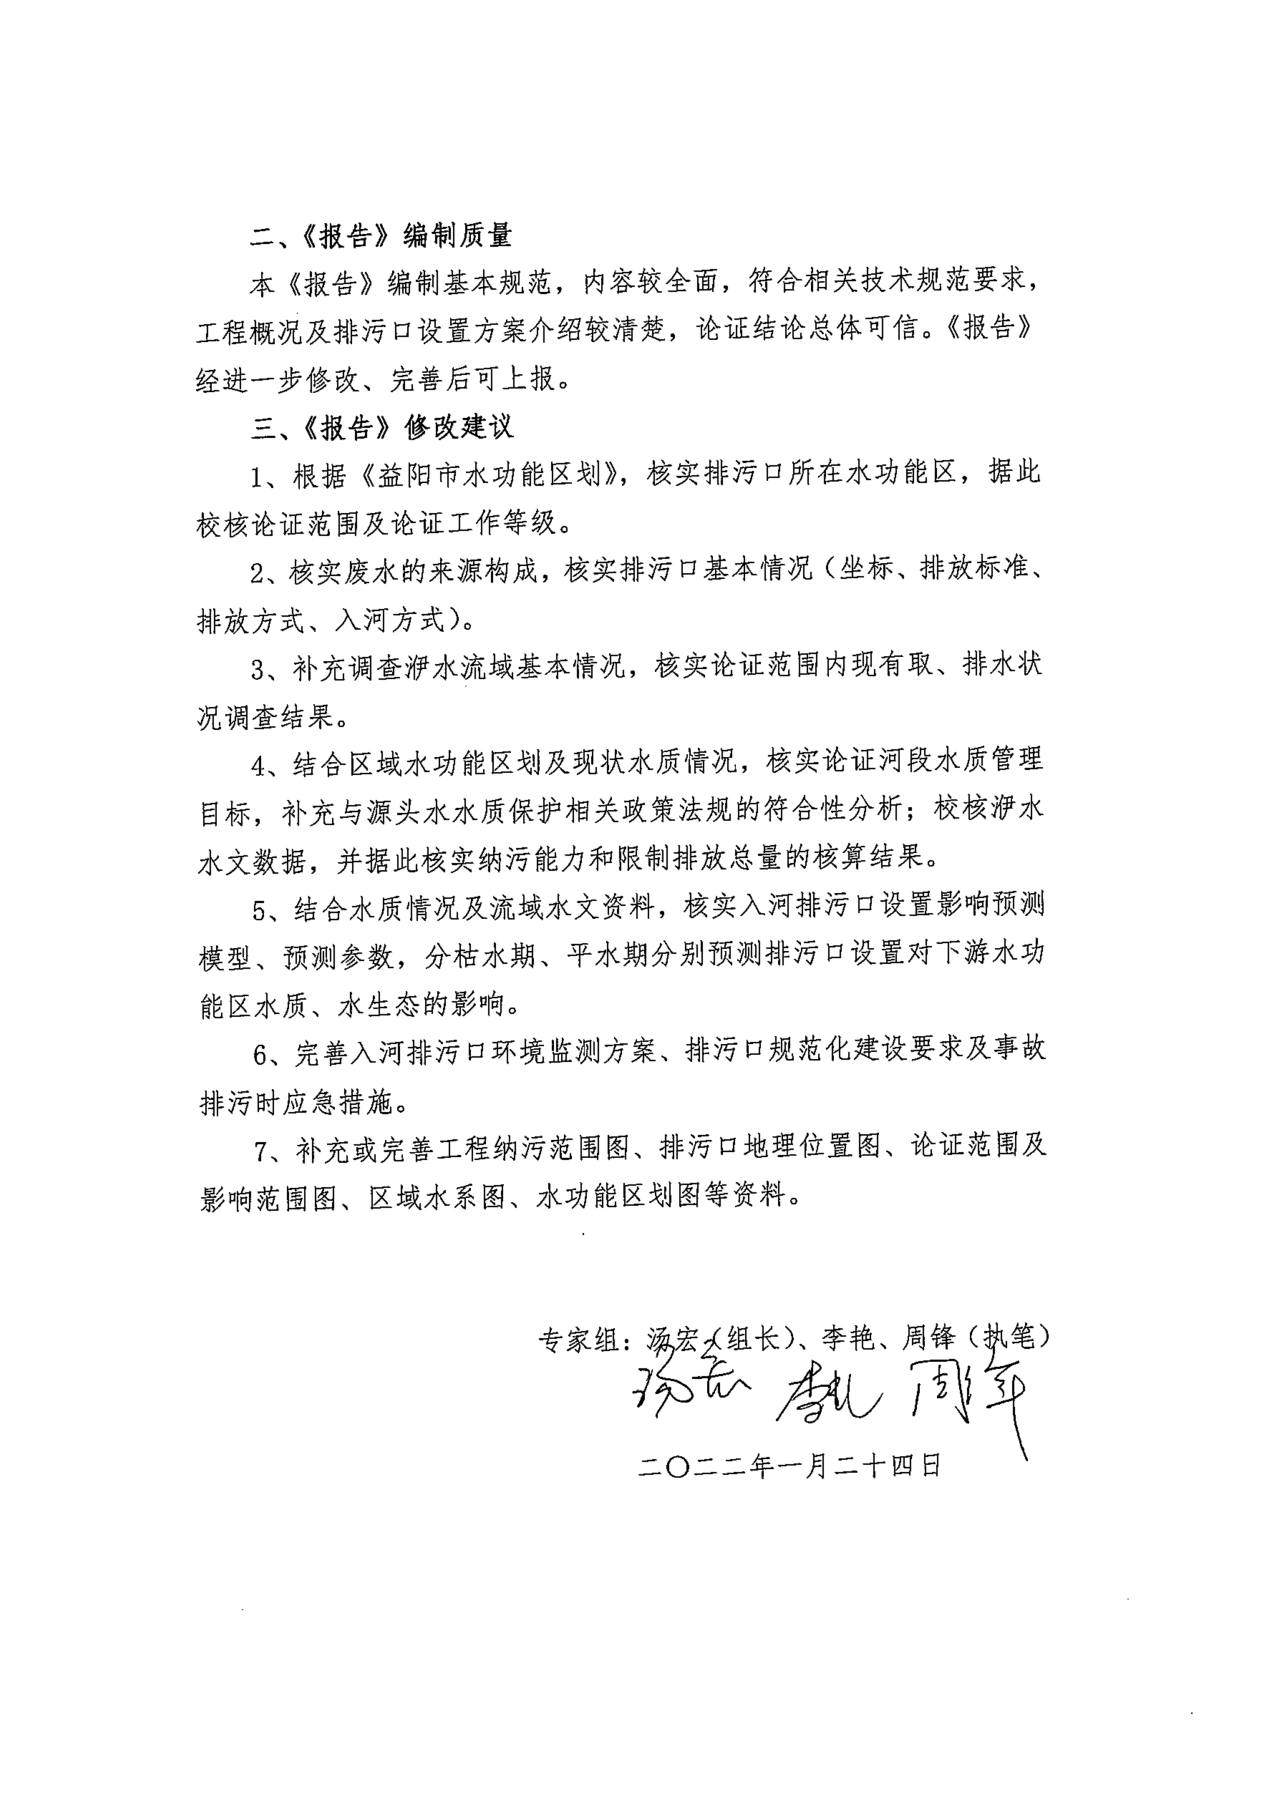 二、《报告》编制质量
本《报告》编制基本规范，内容较全面，符合相关技术规范要求，
工程概况及排污口设置方案介绍较清楚，论证结论总体可信。《报告》
经进一步修改、完善后可上报。
三、《报告》修改建议
1、根据《益阳市水功能区划》，核实排污口所在水功能区，据此
校核论证范围及论证工作等级。
2、核实废水的来源构成，核实排污口基本情况（坐标、排放标准、
排放方式、入河方式）。
3、补充调查洢水流域基本情况，核实论证范围内现有取、排水状
况调查结果。
4、结合区域水功能区划及现状水质情况，核实论证河段水质管理
目标，补充与源头水水质保护相关政策法规的符合性分析；校核洢水
水文数据，并据此核实纳污能力和限制排放总量的核算结果。
5、结合水质情况及流域水文资料，核实入河排污口设置影响预测
模型、预测参数，分枯水期、平水期分别预测排污口设置对下游水功
能区水质、水生态的影响。
6、完善入河排污口环境监测方案、排污口规范化建设要求及事故
排污时应急措施。
7、补充或完善工程纳污范围图、排污口地理位置图、论证范围及
影响范围图、区域水系图、水功能区划图等资料。
专家组：汤宏（组长）、李艳、周锋（执笔）
汤宏 李艳 周锋
二〇二二年一月二十四日